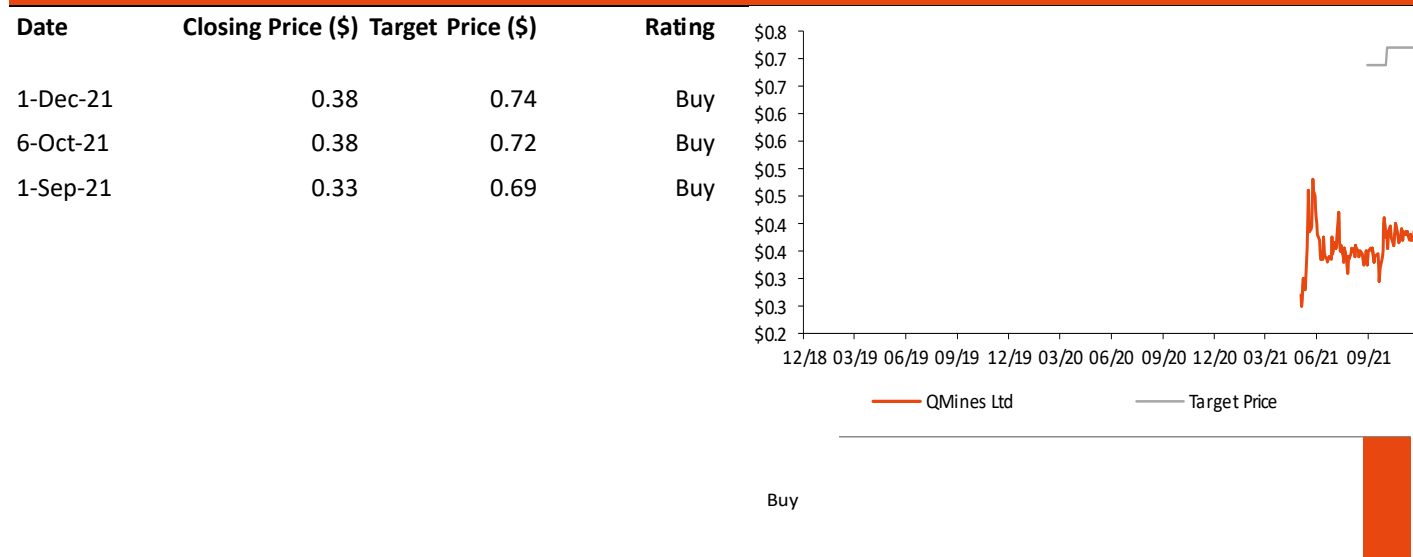 Date Closing Price ($) Target Price ($) Rating
1-Dec-21 0.38 0.74 Buy
6-Oct-21 0.38 0.72 Buy
1-Sep-21 0.33 0.69 Buy
$0.8
$0.7
$0.7
$0.6
$0.6
$0.5
$0.5
$0.4
$0.4
$0.3
$0.3
$0.2
12/18 03/19 06/19 09/19 12/19 03/20 06/20 09/20 12/20 03/21 06/21 09/21
QMines Ltd Target Price
Buy